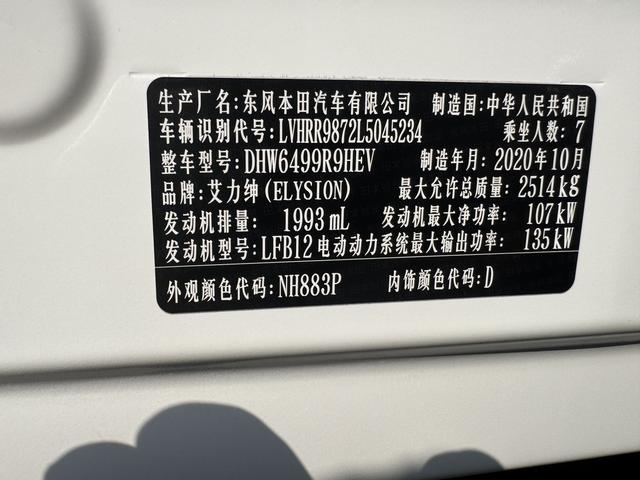 生产厂名:东风本田汽车有限公司 制造国:中华人民共和国
车辆识别代号:LVHRR9872L5045234 乘坐人数:7
整车型号:DHW6499R9HEV 制造年月:2020年10月
品牌:艾力绅(ELYSION) 最大允许总质量:2514kg
发动机排量: 1993mL 发动机最大净功率: 107kW
发动机型号:LFB12 电动动力系统最大输出功率: 135kW
外观颜色代码:NH883P 内饰颜色代码:D